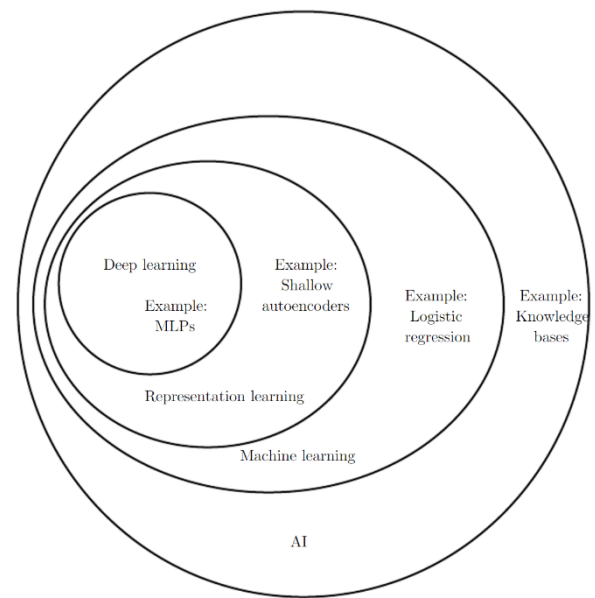 Deep learning
Example:
MLPs
Example:
Shallow
autoencoders
Example:
Logistic
regression
Example:
Knowledge
bases
Representation learning
Machine learning
AI